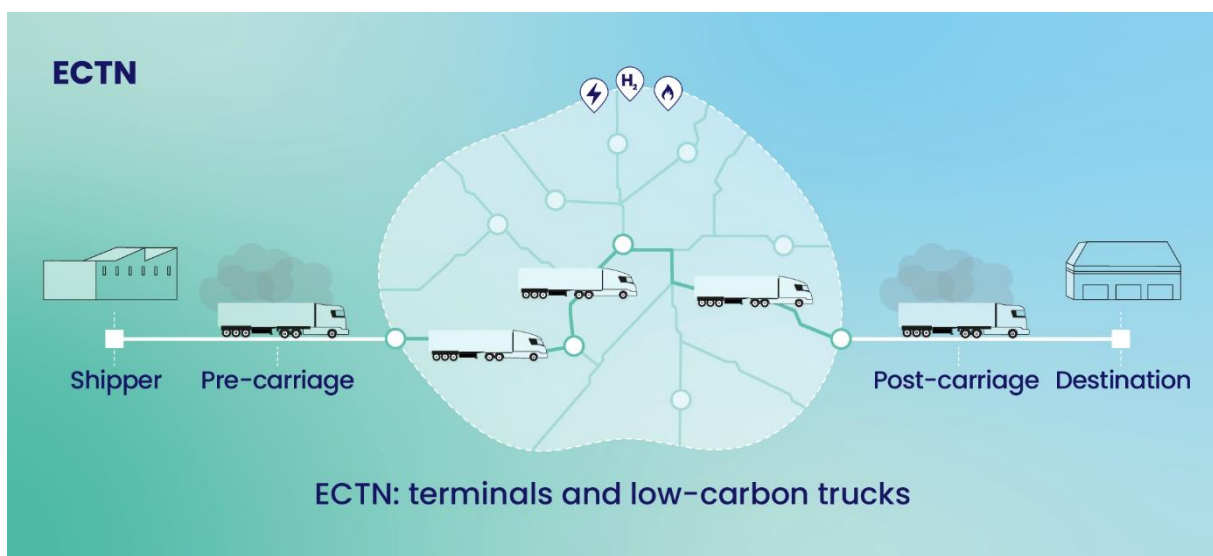 ECTN
H₂
Shipper
Pre-carriage
Post-carriage
Destination
ECTN: terminals and low-carbon trucks